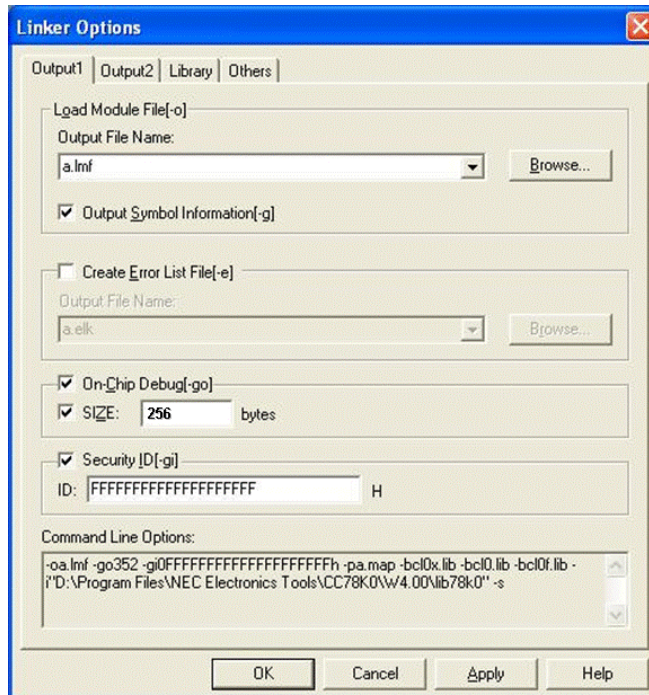 Linker Options
Output1 Output2 Library Others
Load Module File[-o]
Output File Name:
a.lmf
Browse...
Output Symbol Information[-g]
Create Error List File[-e]
Output File Name:
a.elk
Browse...
On-Chip Debug[-go]
SIZE: 256 bytes
Security ID[-gi]
ID: FFFFFFFFFFFFFFFFFFFF H
Command Line Options:
-oa.lmf -go352 -gi0FFFFFFFFFFFFFFFFFFFFh -pa.map -bcl0x.lib -bcl0.lib -bcl0f.lib -
i"D:\Program Files\NEC Electronics Tools\CC78K0\W4.00\lib78k0" -s
OK Cancel Apply Help